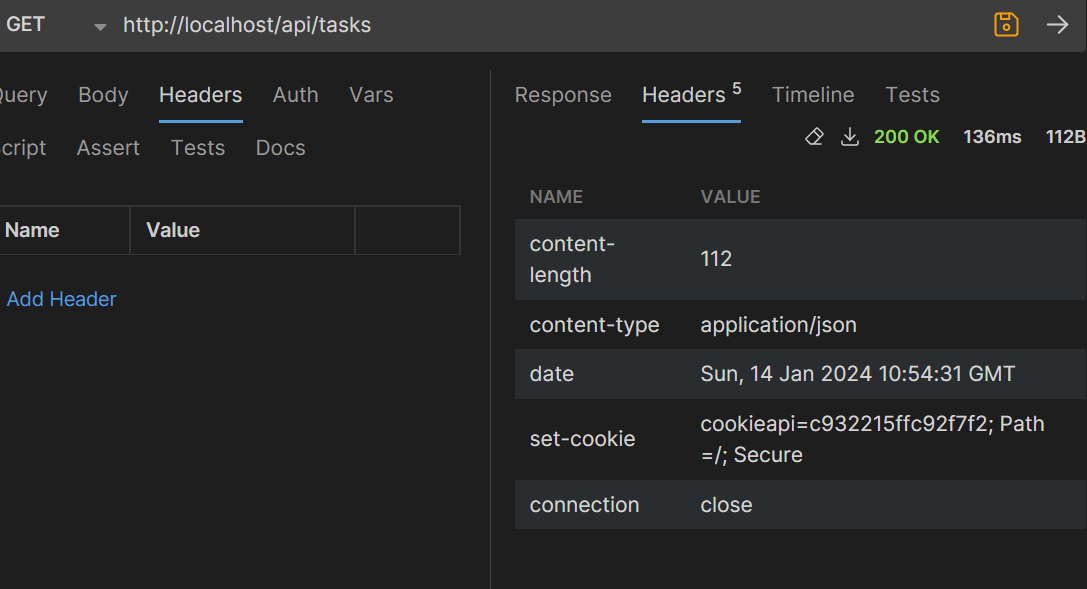 GET http://localhost/api/tasks
Query Body Headers Auth Vars
Script Assert Tests Docs
Name Value
Add Header
Response Headers 5 Timeline Tests
200 OK 136ms 112B
NAME VALUE
content-
length
112
content-type application/json
date Sun, 14 Jan 2024 10:54:31 GMT
set-cookie
cookieapi=c932215ffc92f7f2; Path
=/; Secure
connection close